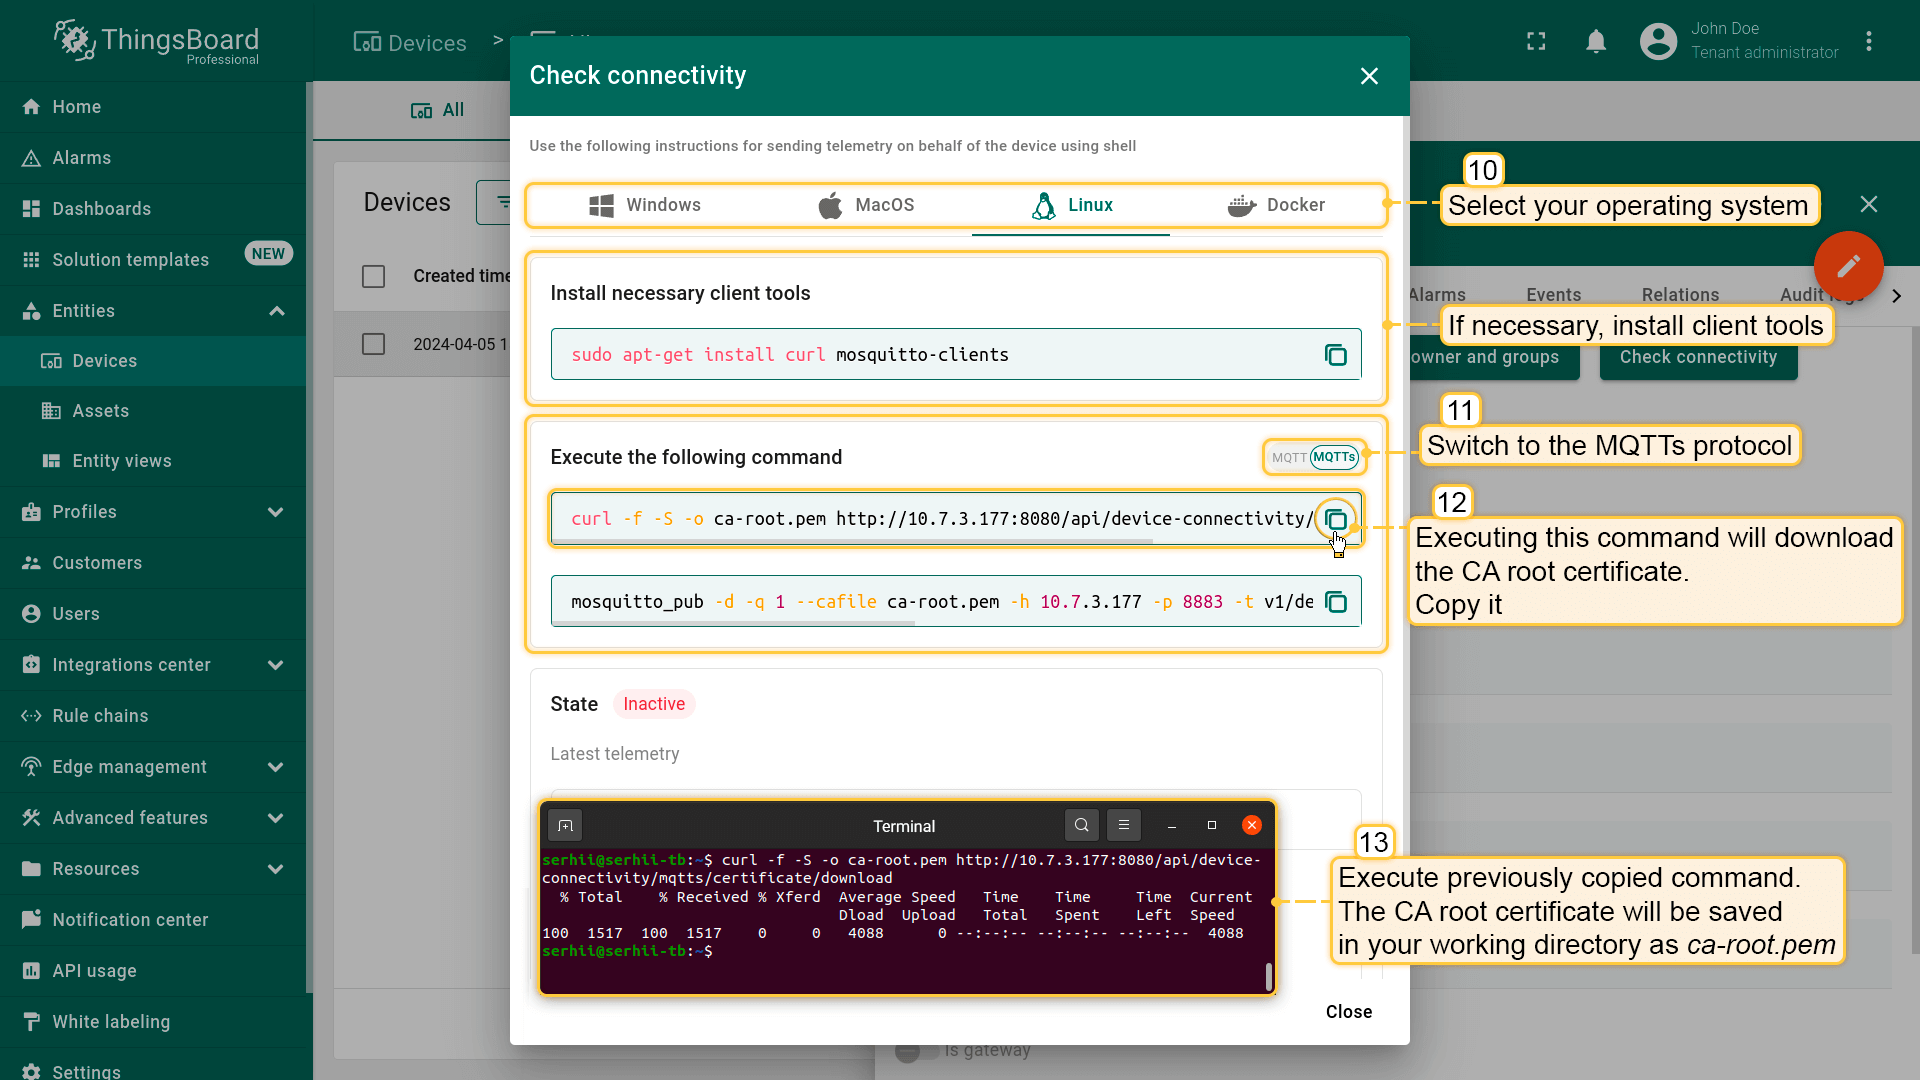 ThingsBoard
Professional
Devices
>
John Doe
Tenant administrator
Home
Alarms
Dashboards
Solution templates
NEW
Entities
Devices
Assets
Entity views
Profiles
Customers
Users
Integrations center
Rule chains
Edge management
Advanced features
Resources
Notification center
API usage
White labeling
Settings
All
Devices
Created time
2024-04-05 1
Check connectivity
Use the following instructions for sending telemetry on behalf of the device using shell
Windows
MacOS
Linux
Docker
Install necessary client tools
sudo apt-get install curl mosquitto-clients
Execute the following command
MQTT
MQTTs
curl -f -S -o ca-root.pem http://10.7.3.177:8080/api/device-connectivity/
mosquitto_pub -d -q 1 --cafile ca-root.pem -h 10.7.3.177 -p 8883 -t v1/de
State
Inactive
Latest telemetry
Terminal
serhii@serhii-tb:~$ curl -f -S -o ca-root.pem http://10.7.3.177:8080/api/device-
connectivity/mqtts/certificate/download
% Total % Received % Xferd Average Speed Time Time Time Current
Dload Upload Total Spent Left Speed
100 1517 100 1517 0 0 4088 0 --:--:-- --:--:-- --:--:-- 4088
serhii@serhii-tb:~$
Close
10
Select your operating system
Alarms
Events
Relations
Audit logs
If necessary, install client tools
owner and groups
Check connectivity
11
Switch to the MQTTs protocol
12
Executing this command will download
the CA root certificate.
Copy it
13
Execute previously copied command.
The CA root certificate will be saved
in your working directory as ca-root.pem
Is gateway